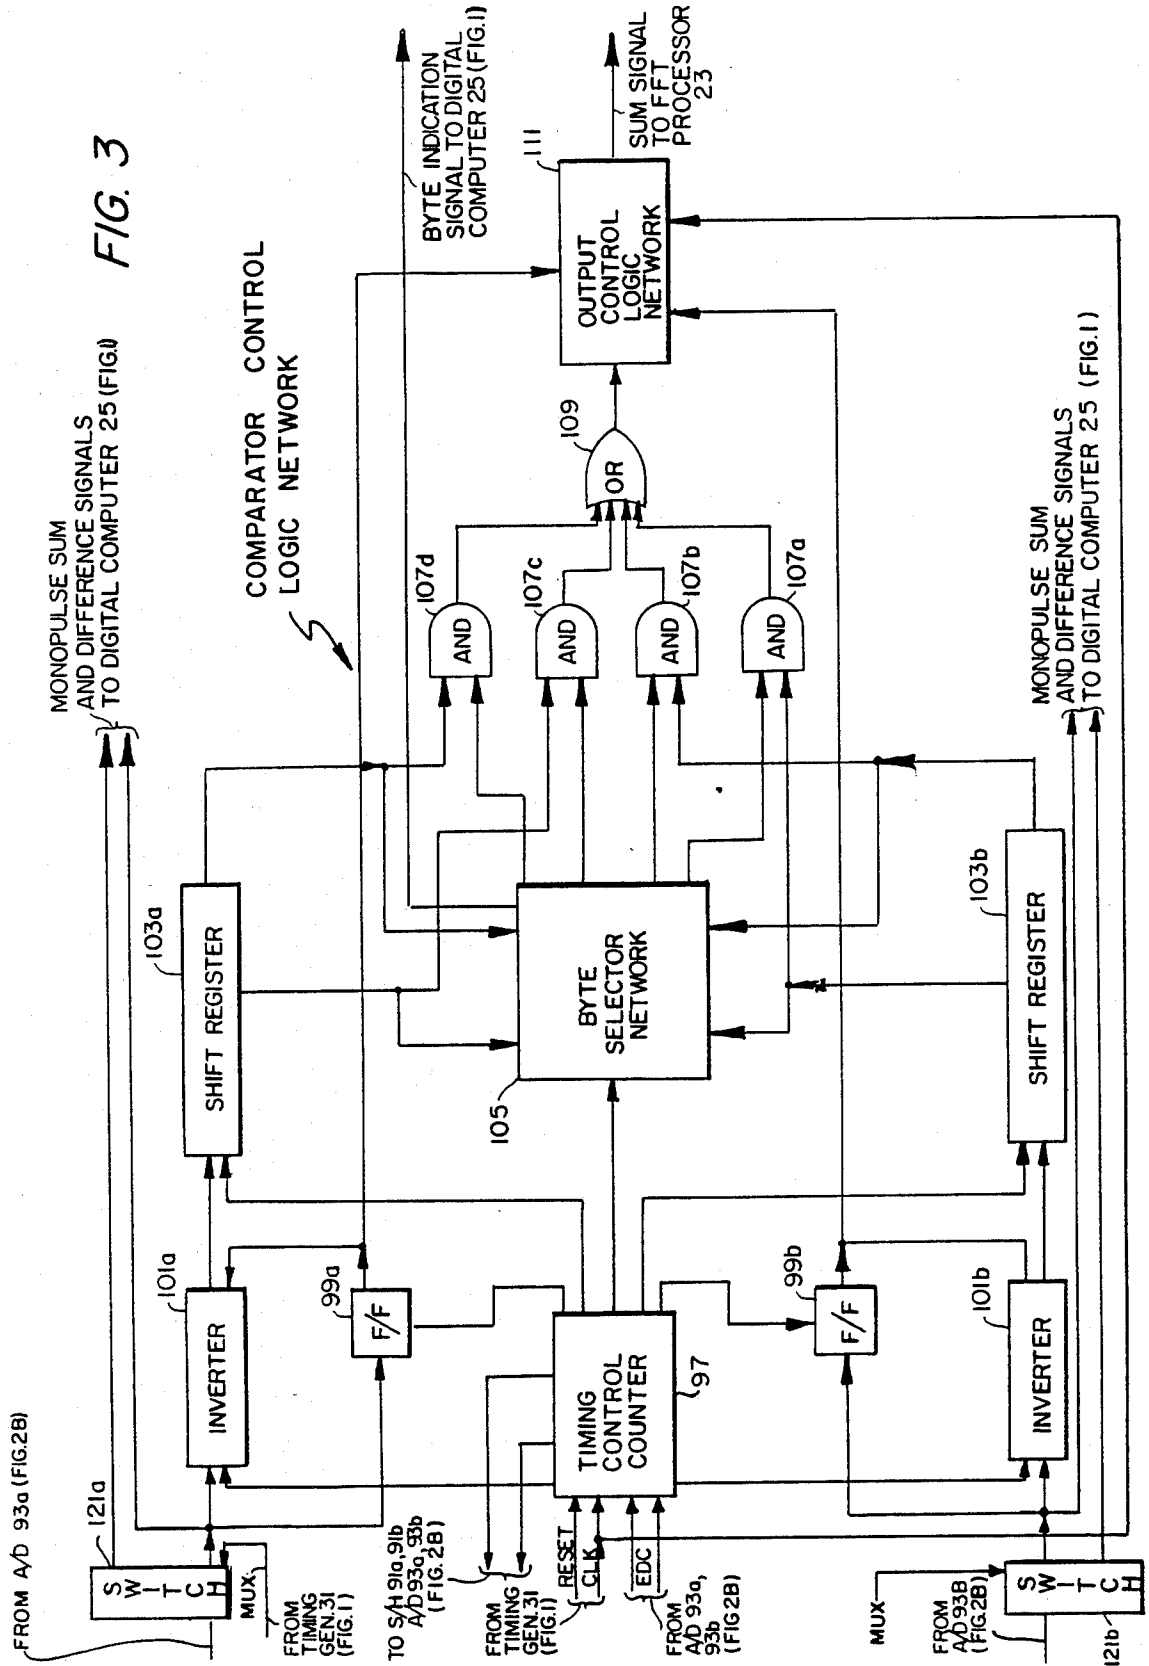 FIG. 3
COMPARATOR CONTROL
LOGIC NETWORK
FROM A/D 93a (FIG.2B)
121a
SWITCH
MUX
FROM
TIMING
GEN.31
(FIG.1)
MONOPULSE SUM
AND DIFFERENCE SIGNALS
TO DIGITAL COMPUTER 25 (FIG.1)
101a
INVERTER
103a
SHIFT REGISTER
99a
F/F
BYTE INDICATION
SIGNAL TO DIGITAL
COMPUTER 25 (FIG.1)
TO S/H 91a,91b
A/D 93a,93b
(FIG.2B)
FROM
TIMING
GEN.31
(FIG.1)
RESET
CLK
EDC
FROM
A/D 93a,
93b
(FIG.2B)
TIMING
CONTROL
COUNTER
97
105
BYTE
SELECTOR
NETWORK
107d
AND
107c
AND
107b
AND
107a
AND
109
OR
111
OUTPUT
CONTROL
LOGIC
NETWORK
SUM SIGNAL
TO FFT
PROCESSOR
23
99b
F/F
101b
INVERTER
103b
SHIFT REGISTER
MUX
FROM
A/D 93B
(FIG.2B)
SWITCH
121b
MONOPULSE SUM
AND DIFFERENCE SIGNALS
TO DIGITAL COMPUTER 25 (FIG.1)